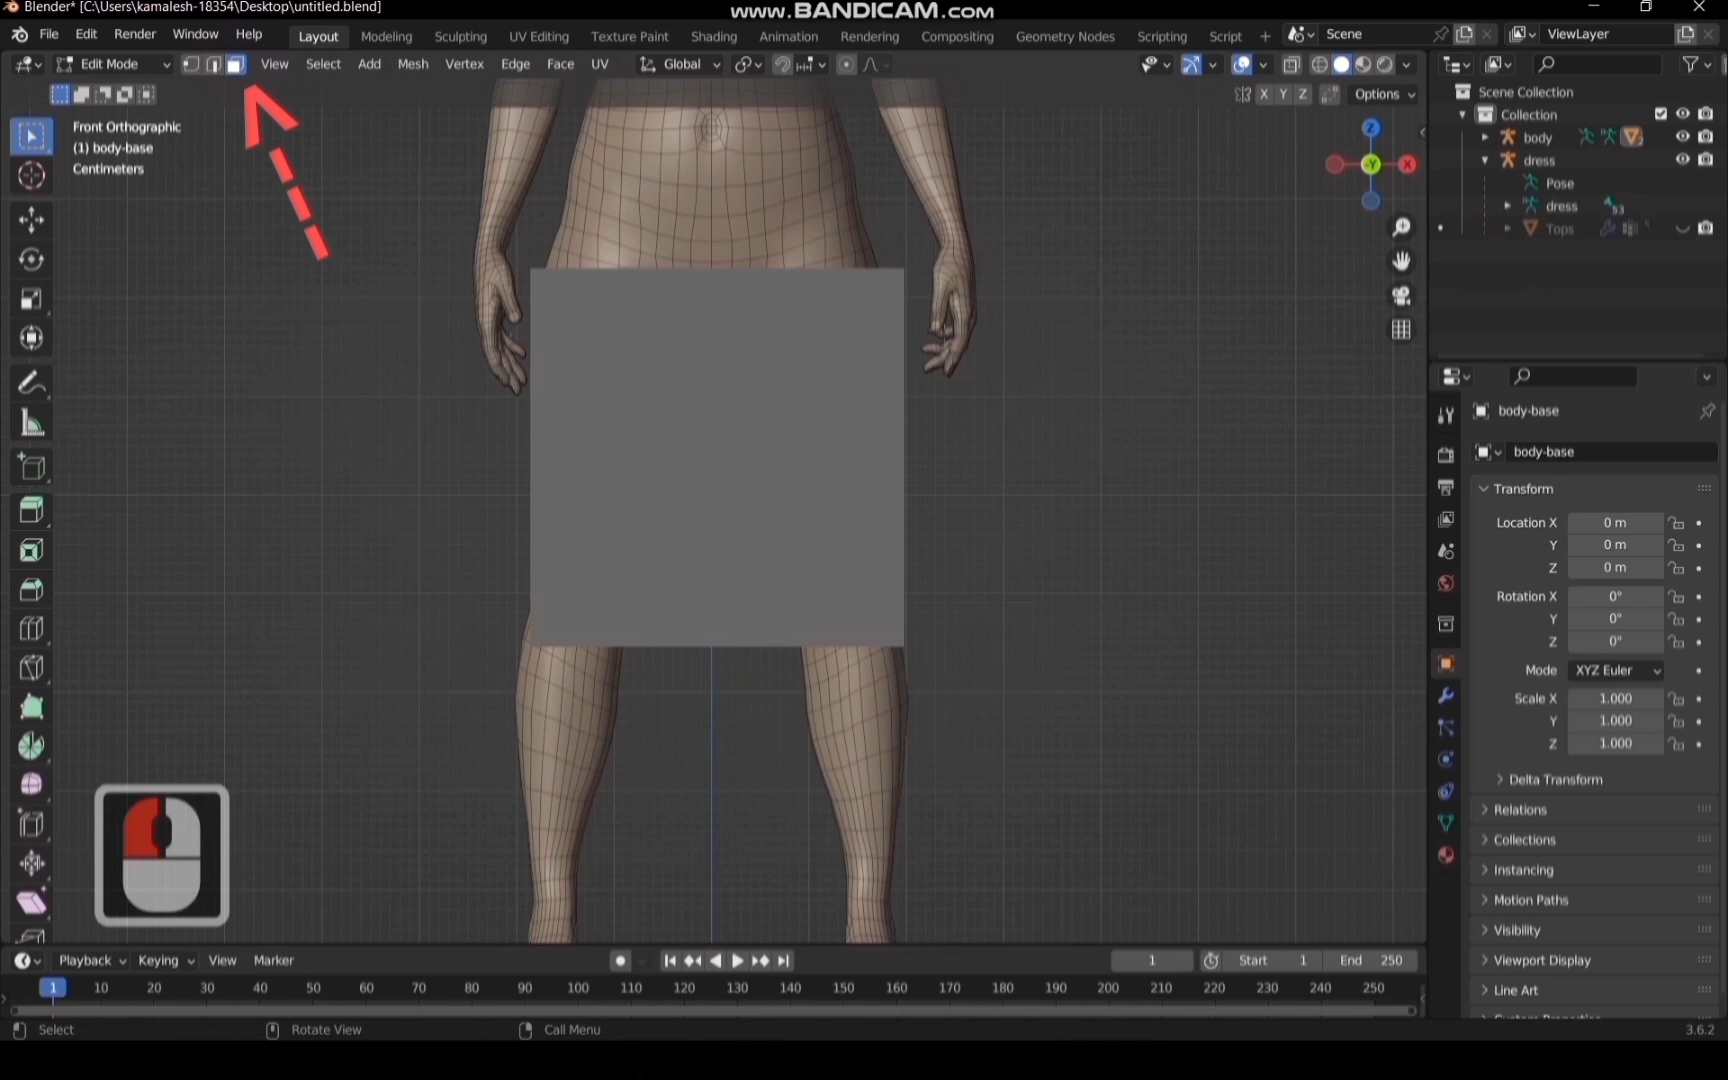 Blender* [C:\Users\kamalesh-18354\Desktop\untitled.blend]
www.BANDICAM.com
File Edit Render Window Help
Layout Modeling Sculpting UV Editing Texture Paint Shading Animation Rendering Compositing Geometry Nodes Scripting Script +
Scene
ViewLayer
Edit Mode
View Select Add Mesh Vertex Edge Face UV
Global
X Y Z
Options
Front Orthographic
(1) body-base
Centimeters
Z
-Y
X
Scene Collection
Collection
body
2
dress
Pose
dress
53
Tops
body-base
body-base
Transform
Location X 0 m
Y 0 m
Z 0 m
Rotation X 0°
Y 0°
Z 0°
Mode XYZ Euler
Scale X 1.000
Y 1.000
Z 1.000
Delta Transform
Relations
Collections
Instancing
Motion Paths
Visibility
Viewport Display
Line Art
Custom Properties
Playback Keying View Marker
1
Start 1
End 250
1 10 20 30 40 50 60 70 80 90 100 110 120 130 140 150 160 170 180 190 200 210 220 230 240 250
Select Rotate View Call Menu
3.6.2